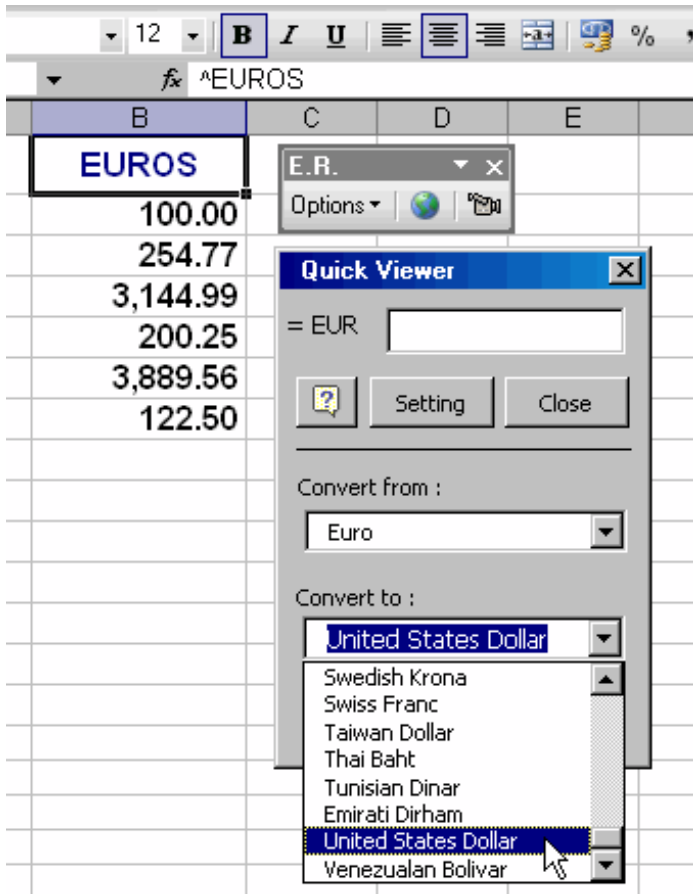 12 B I U %
fx ^EUROS
B C D E
EUROS
100.00
254.77
3,144.99
200.25
3,889.56
122.50
E.R.
Options
Quick Viewer
= EUR
? Setting Close
Convert from :
Euro
Convert to :
United States Dollar
Swedish Krona
Swiss Franc
Taiwan Dollar
Thai Baht
Tunisian Dinar
Emirati Dirham
United States Dollar
Venezualan Bolivar